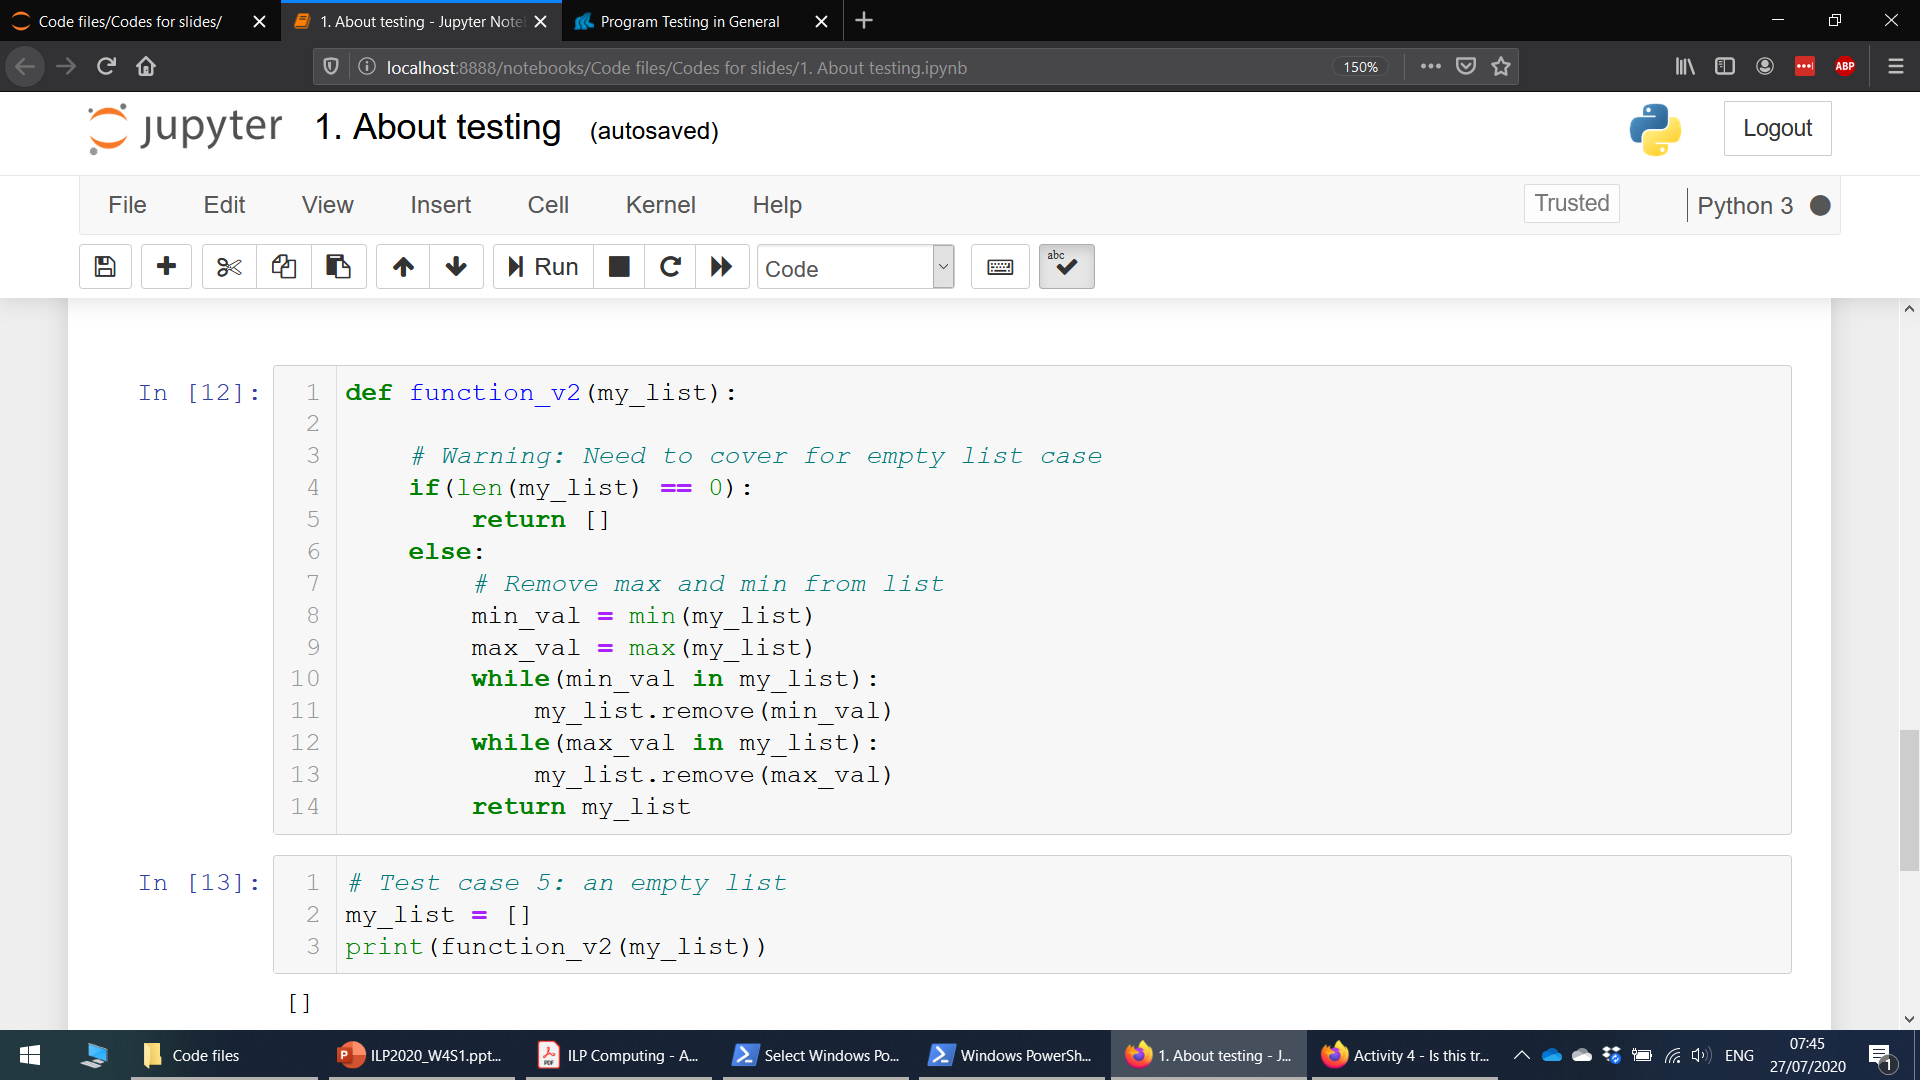 Code files/Codes for slides/
1. About testing - Jupyter Note
Program Testing in General
localhost:8888/notebooks/Code files/Codes for slides/1. About testing.ipynb
150%
ABP
jupyter 1. About testing (autosaved)
Logout
File Edit View Insert Cell Kernel Help
Trusted
Python 3
Run
Code
abc
In [12]:
1 def function_v2(my_list):
2
3     # Warning: Need to cover for empty list case
4     if(len(my_list) == 0):
5         return []
6     else:
7         # Remove max and min from list
8         min_val = min(my_list)
9         max_val = max(my_list)
10         while(min_val in my_list):
11             my_list.remove(min_val)
12         while(max_val in my_list):
13             my_list.remove(max_val)
14         return my_list
In [13]:
1 # Test case 5: an empty list
2 my_list = []
3 print(function_v2(my_list))
[]
Code files
ILP2020_W4S1.ppt...
ILP Computing - A...
Select Windows Po...
Windows PowerSh...
1. About testing - J...
Activity 4 - Is this tr...
ENG
07:45
27/07/2020
1